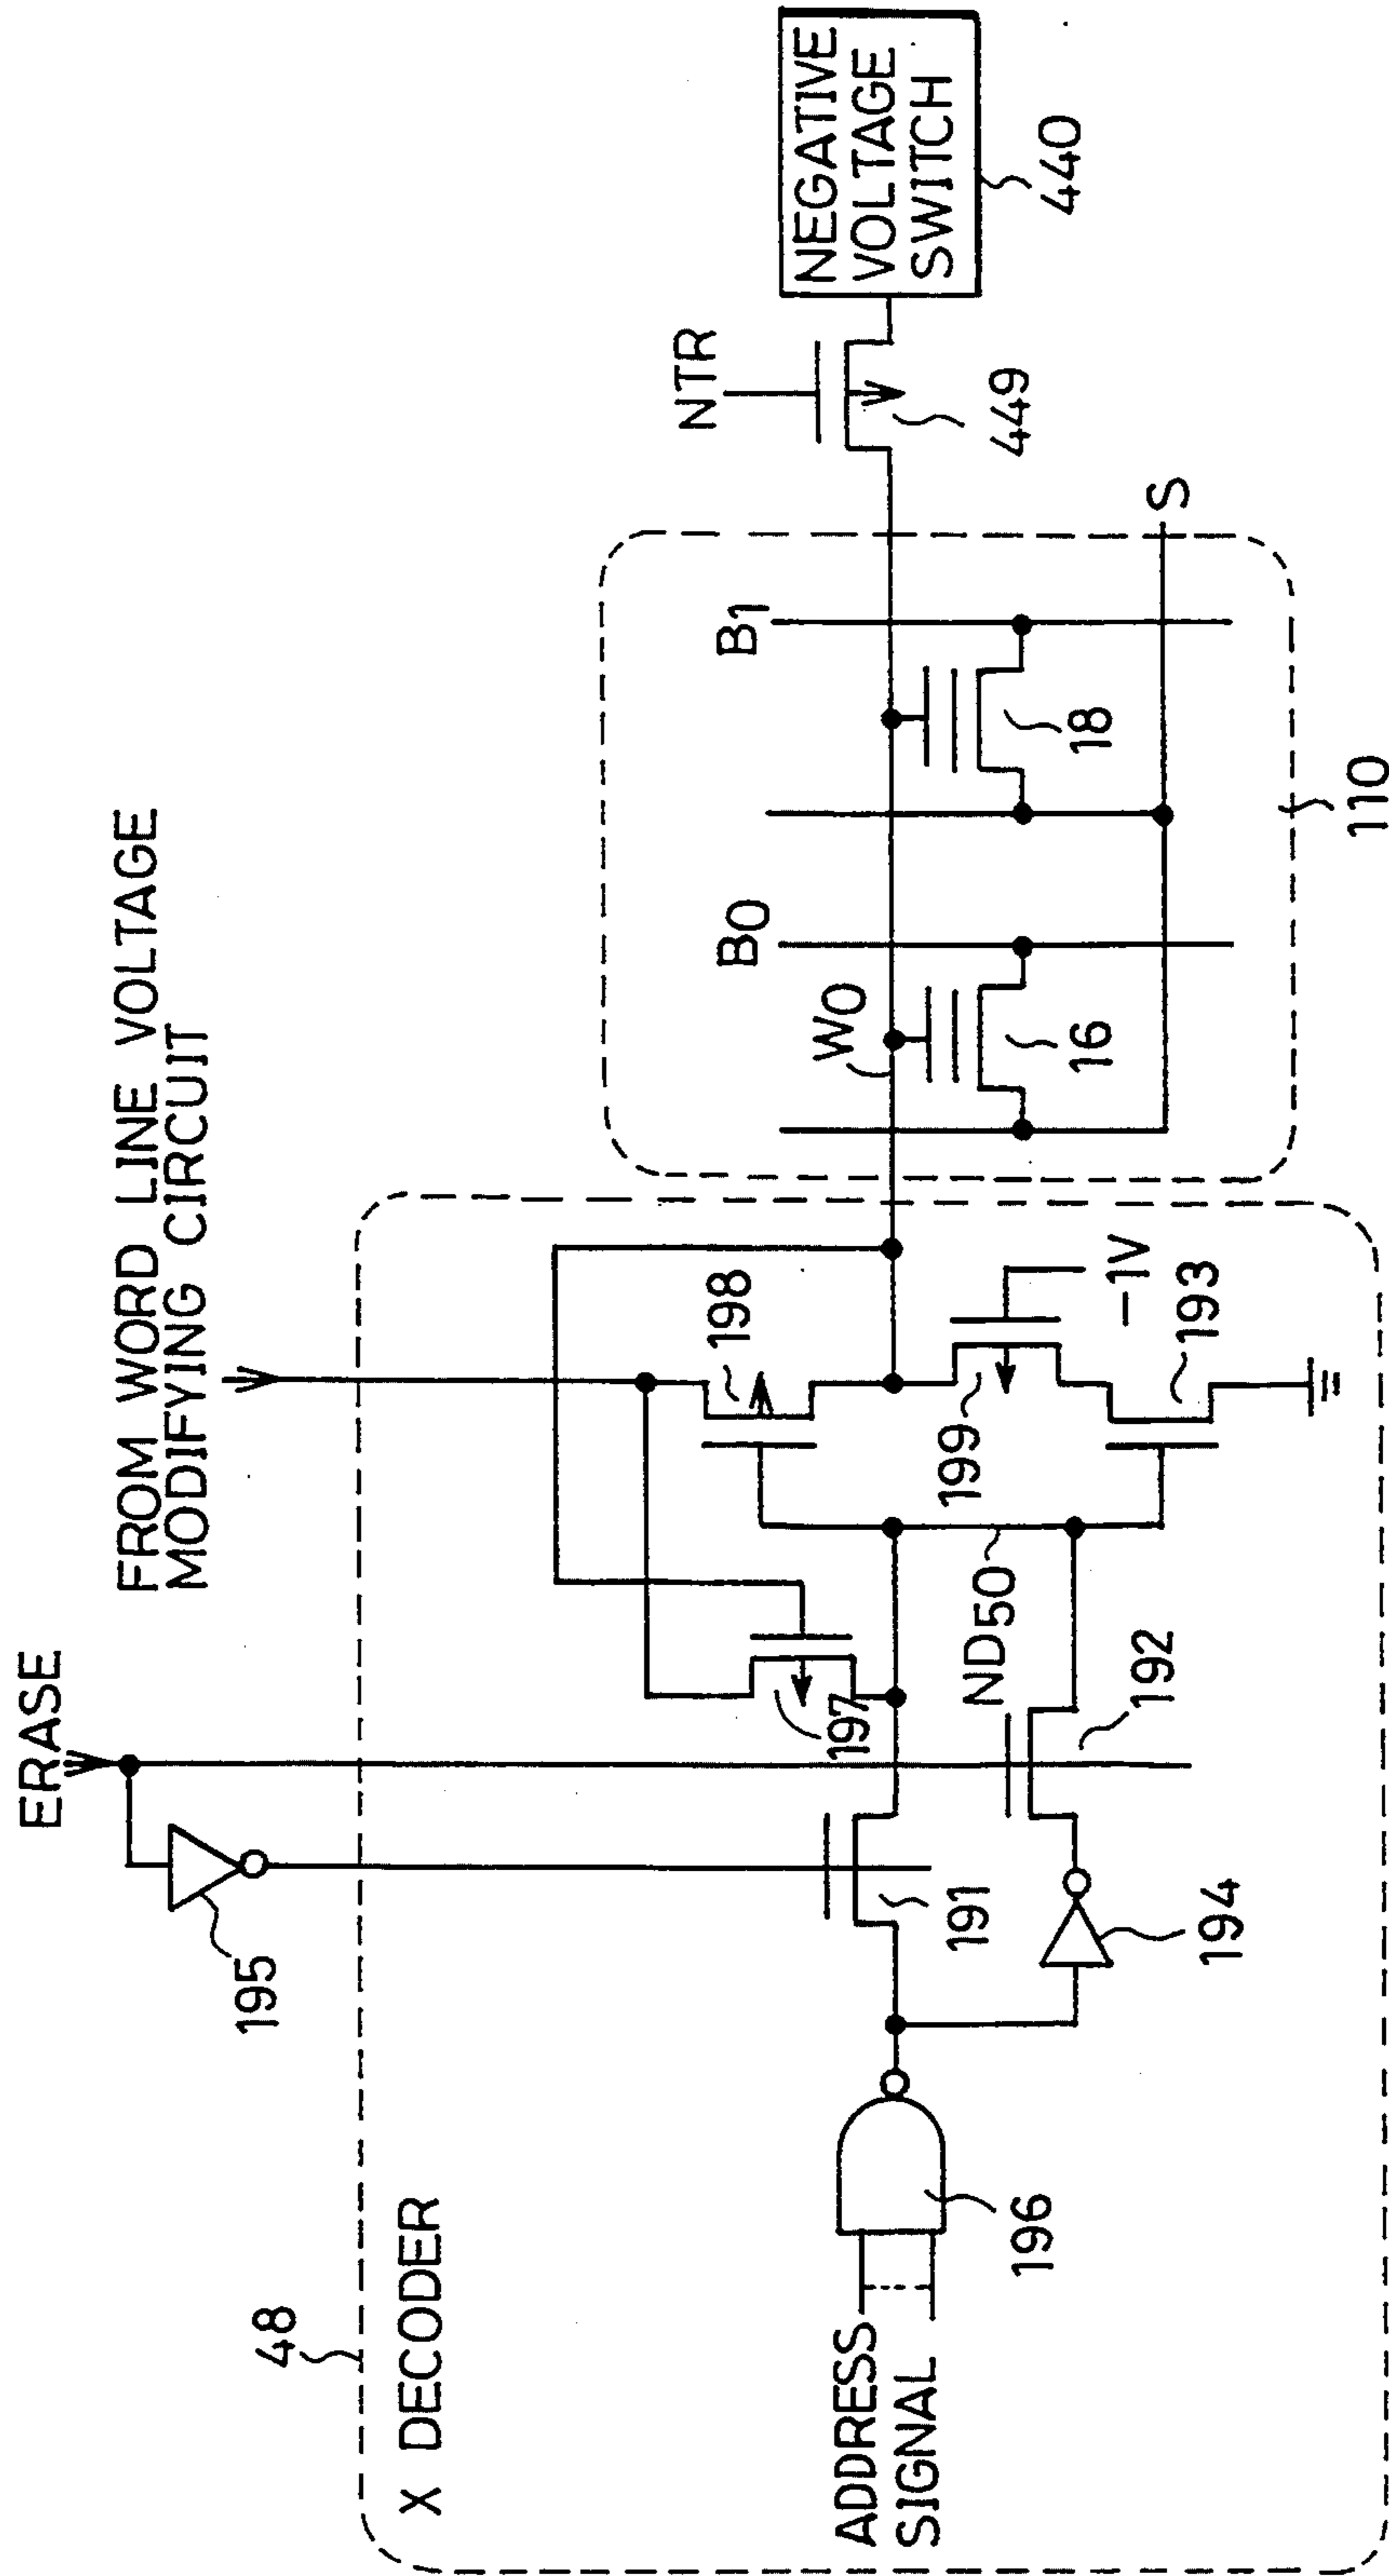 ERASE
FROM WORD LINE VOLTAGE
MODIFYING CIRCUIT
195
48
X DECODER
198
197
NTR
NEGATIVE
VOLTAGE
SWITCH
440
449
B0
B1
W0
16
18
S
110
ADDRESS
SIGNAL
196
191
194
192
ND50
199
-1V
193